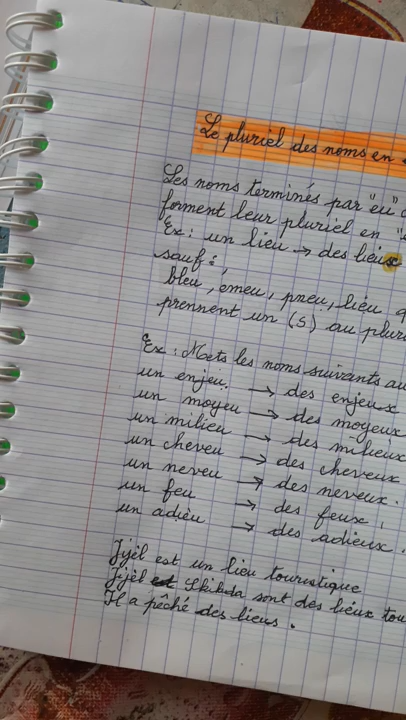 Le pluriel des noms en
Les noms terminés par "eu"
forment leur pluriel en
Ex : un lieu → des lieux
sauf :
bleu, émeu, pneu, lieu
prennent un (s) au pluri
Ex : Mets les noms suivants au
un enjeu. → des enjeux
un moyeu → des moyeux
un milieu → des milieux
un cheveu → des cheveux
un neveu → des neveux.
un feu → des feux.
un adieu → des adieux.
Jijèl est un lieu touristique
Jijèl et Skikda sont des lieux tou
Il a pêché des lieus.